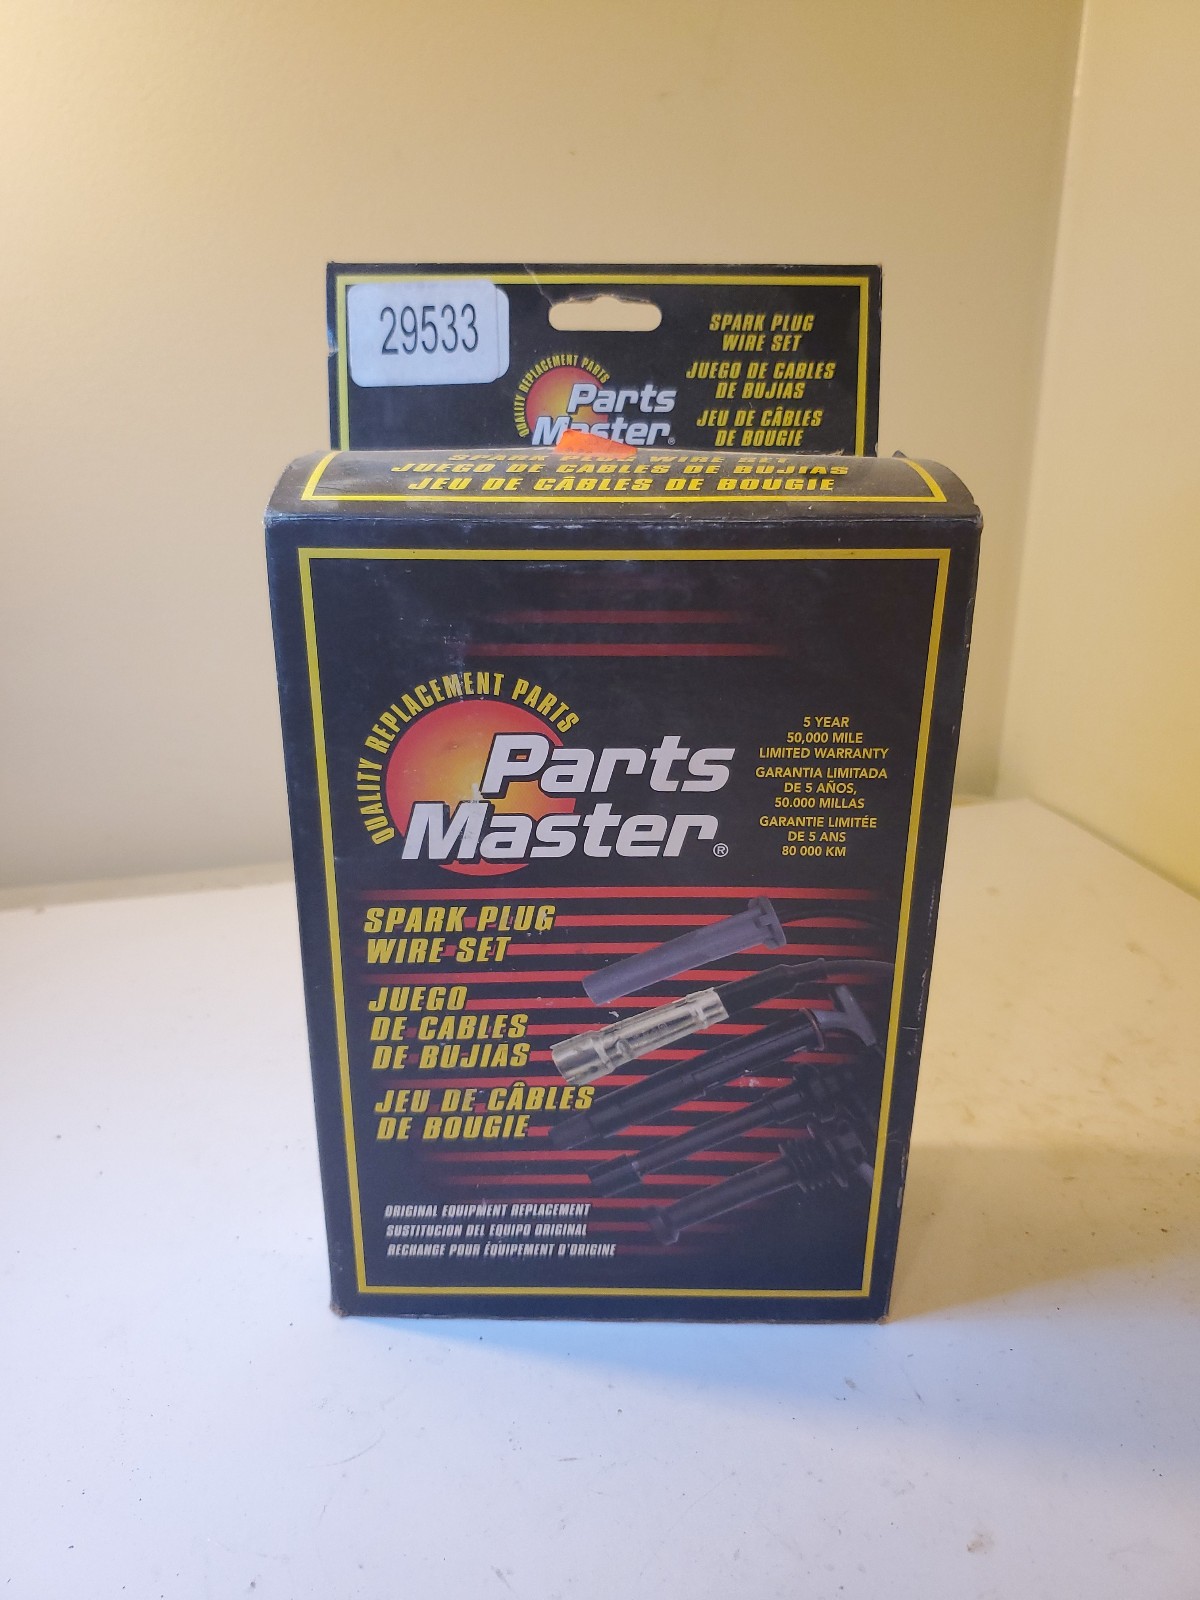 29533
QUALITY REPLACEMENT PARTS
Parts
Master®
SPARK PLUG
WIRE SET
JUEGO DE CABLES
DE BUJIAS
JEU DE CÂBLES
DE BOUGIE
SPARK PLUG WIRE SET
JUEGO DE CABLES DE BUJIAS
JEU DE CÂBLES DE BOUGIE
QUALITY REPLACEMENT PARTS
Parts
Master®
5 YEAR
50,000 MILE
LIMITED WARRANTY
GARANTIA LIMITADA
DE 5 AÑOS,
50.000 MILLAS
GARANTIE LIMITÉE
DE 5 ANS
80 000 KM
SPARK PLUG
WIRE SET
JUEGO
DE CABLES
DE BUJIAS
JEU DE CÂBLES
DE BOUGIE
ORIGINAL EQUIPMENT REPLACEMENT
SUSTITUCION DEL EQUIPO ORIGINAL
RECHANGE POUR ÉQUIPEMENT D'ORIGINE